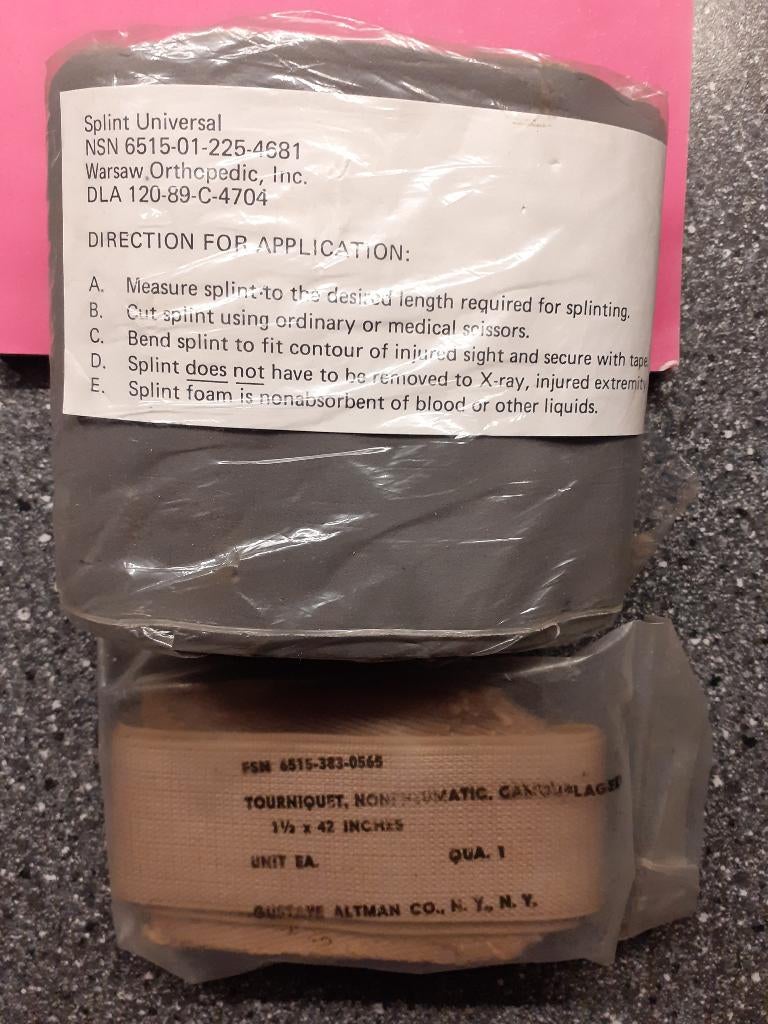 Splint Universal
NSN 6515-01-225-4681
Warsaw Orthopedic, Inc.
DLA 120-89-C-4704
DIRECTION FOR APPLICATION:
A. Measure splint to the desired length required for splinting.
B. Cut splint using ordinary or medical scissors.
C. Bend splint to fit contour of injured sight and secure with tape
D. Splint does not have to be removed to X-ray, injured extremity
E. Splint foam is nonabsorbent of blood or other liquids.
FSN 6515-383-0565
TOURNIQUET, NONPNEUMATIC, CAMOUFLAGED
1½ x 42 INCHES
UNIT EA. QUA. 1
GUSTAVE ALTMAN CO., N. Y., N. Y.